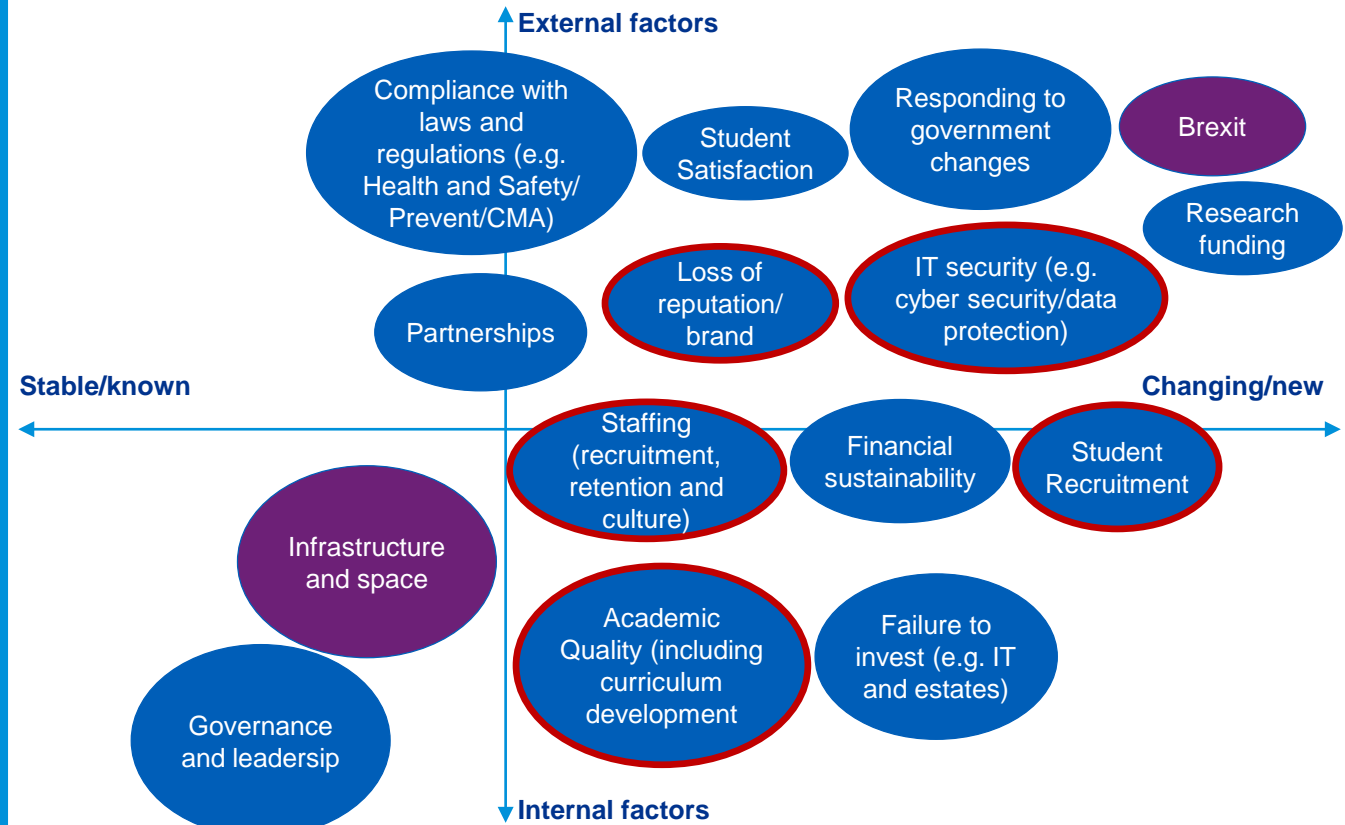 External factors
Compliance with
laws and
regulations (e.g.
Health and Safety/
Prevent/CMA)
Student
Satisfaction
Responding to
government
changes
Brexit
Research
funding
Partnerships
Loss of
reputation/
brand
IT security (e.g.
cyber security/data
protection)
Stable/known
Changing/new
Staffing
(recruitment,
retention and
culture)
Financial
sustainability
Student
Recruitment
Infrastructure
and space
Academic
Quality (including
curriculum
development
Failure to
invest (e.g. IT
and estates)
Governance
and leadersip
Internal factors